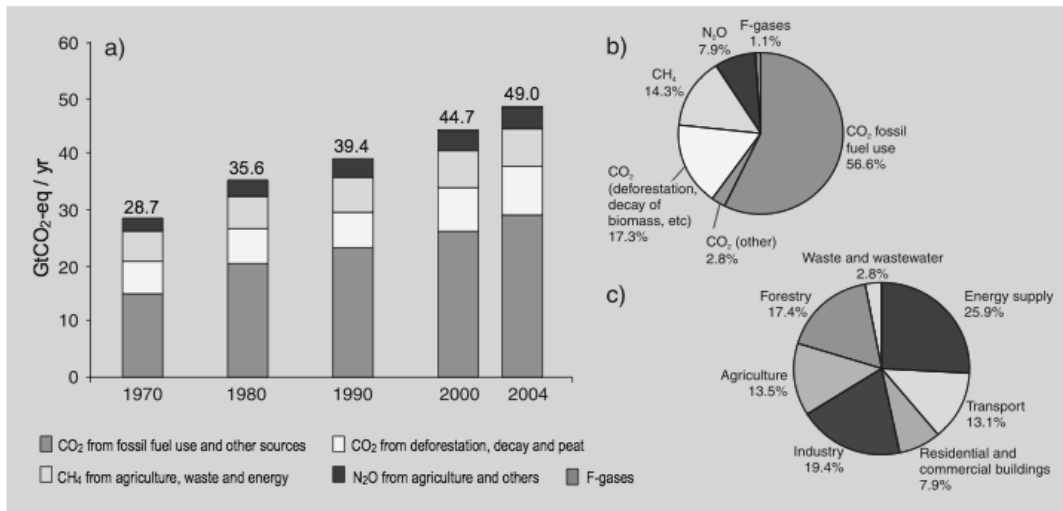 a)
GtCO₂-eq / yr
60
50
40
30
20
10
0
28.7
35.6
39.4
44.7
49.0
1970
1980
1990
2000
2004
CO₂ from fossil fuel use and other sources
CO₂ from deforestation, decay and peat
CH₄ from agriculture, waste and energy
N₂O from agriculture and others
F-gases
b)
F-gases
1.1%
N₂O
7.9%
CH₄
14.3%
CO₂ fossil
fuel use
56.6%
CO₂
(deforestation,
decay of
biomass, etc)
17.3%
CO₂ (other)
2.8%
c)
Waste and wastewater
2.8%
Forestry
17.4%
Energy supply
25.9%
Agriculture
13.5%
Transport
13.1%
Industry
19.4%
Residential and
commercial buildings
7.9%